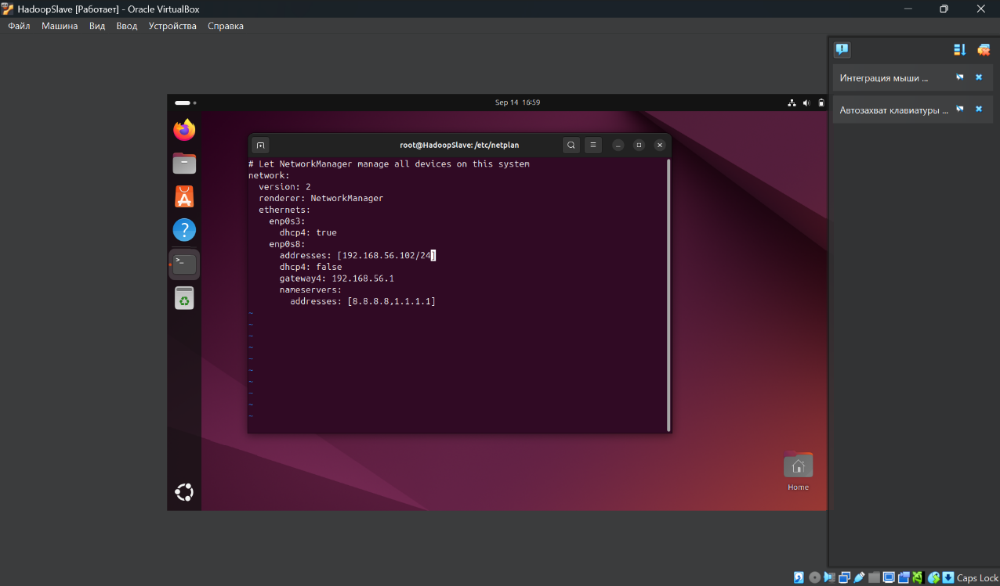 HadoopSlave [Работает] - Oracle VirtualBox
Файл Машина Вид Ввод Устройства Справка
Интеграция мыши ...
Автозахват клавиатуры ...
Sep 14 16:59
root@HadoopSlave: /etc/netplan
# Let NetworkManager manage all devices on this system
network:
  version: 2
  renderer: NetworkManager
  ethernets:
    enp0s3:
      dhcp4: true
    enp0s8:
      addresses: [192.168.56.102/24]
      dhcp4: false
      gateway4: 192.168.56.1
      nameservers:
        addresses: [8.8.8.8,1.1.1.1]
~
~
~
~
~
~
~
~
~
~
Home
Caps Lock